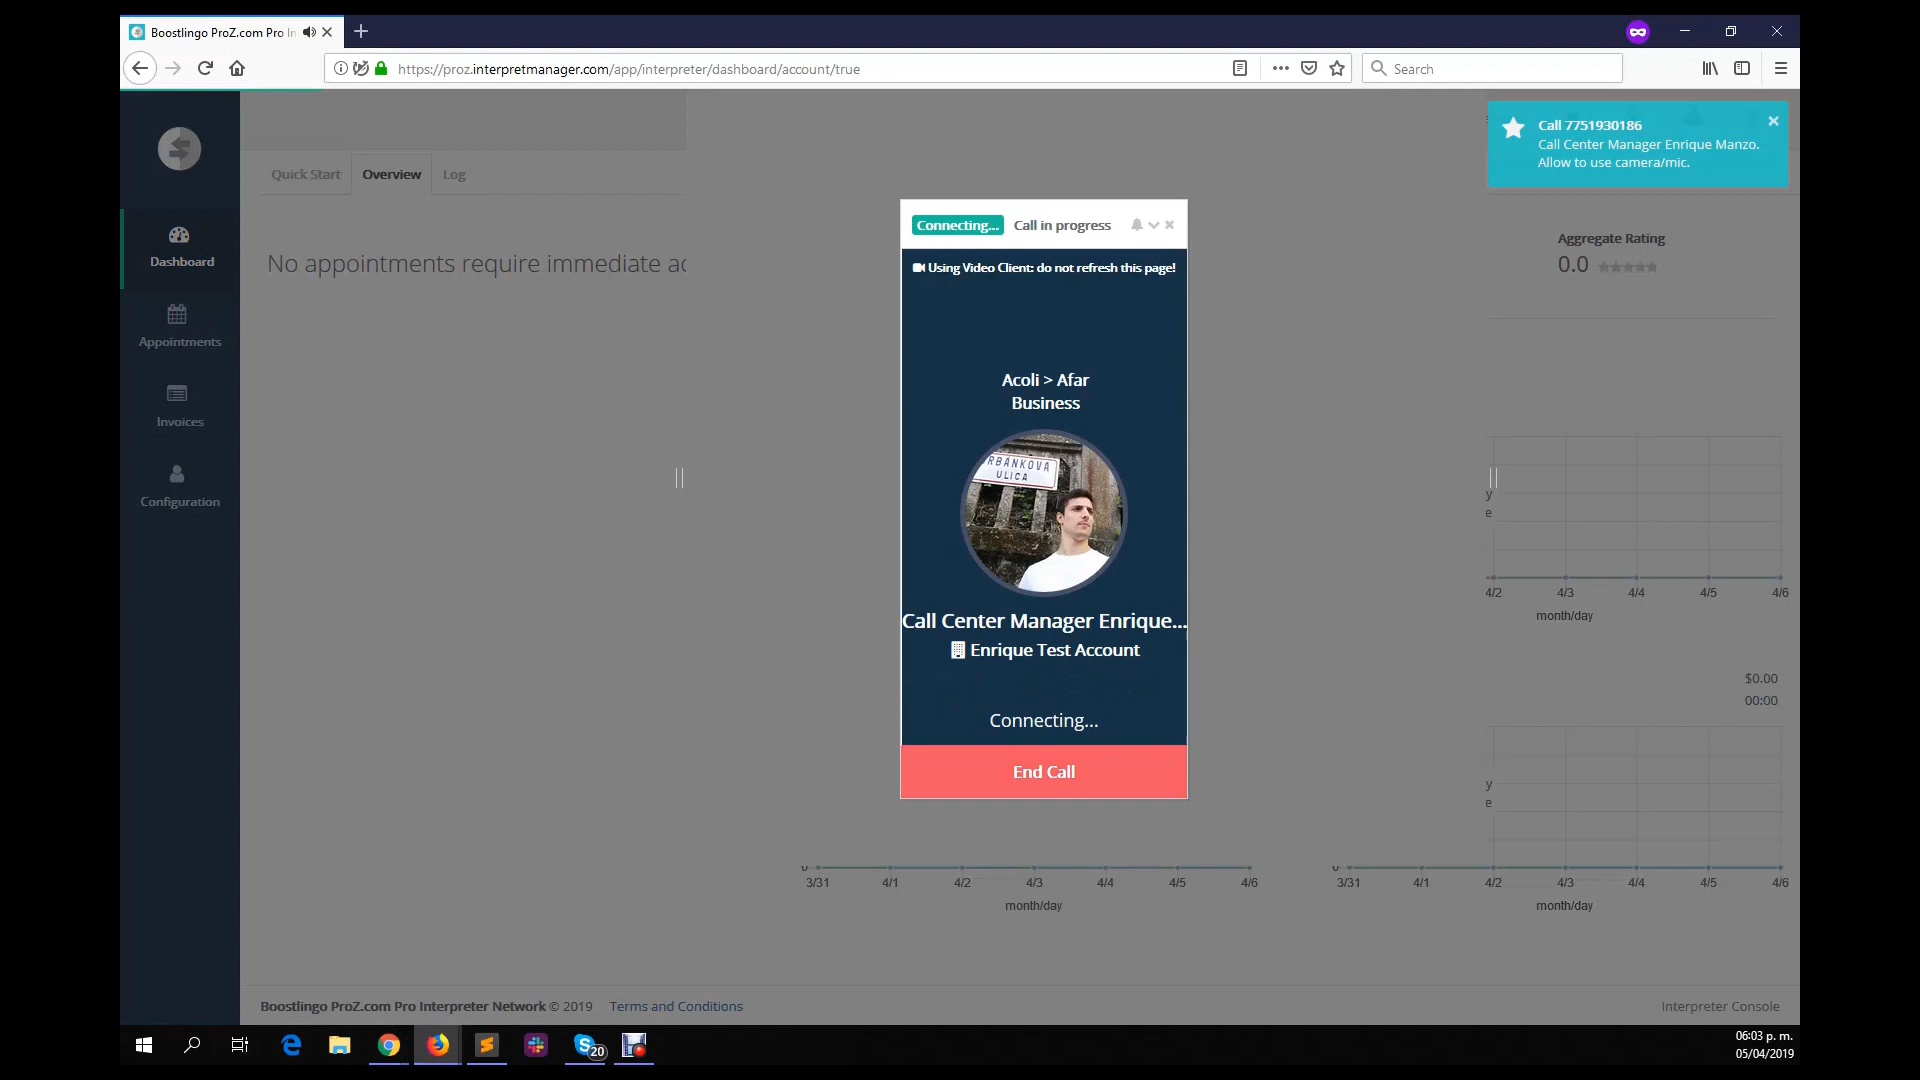 Boostlingo ProZ.com Pro In
https://proz.interpretmanager.com/app/interpreter/dashboard/account/true
Search
Call 7751930186
Call Center Manager Enrique Manzo.
Allow to use camera/mic.
Quick Start
Overview
Log
Dashboard
Appointments
Invoices
Configuration
No appointments require immediate ac
Connecting...
Call in progress
Using Video Client: do not refresh this page!
Acoli > Afar
Business
RBANKOVA
ULICA
Call Center Manager Enrique...
Enrique Test Account
Connecting...
End Call
Aggregate Rating
0.0
y
e
4/2 4/3 4/4 4/5 4/6
month/day
$0.00
00:00
y
e
0
3/31 4/1 4/2 4/3 4/4 4/5 4/6
month/day
0
3/31 4/1 4/2 4/3 4/4 4/5 4/6
month/day
Boostlingo ProZ.com Pro Interpreter Network © 2019
Terms and Conditions
Interpreter Console
20
06:03 p. m.
05/04/2019